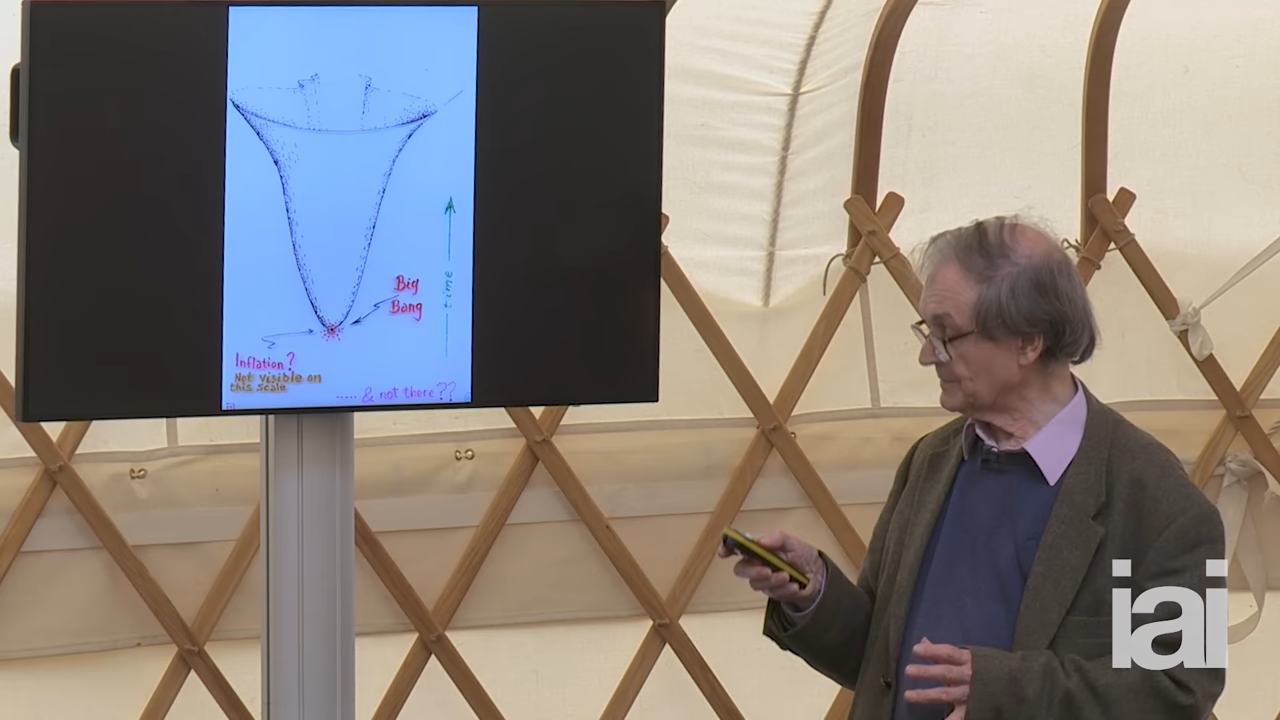 time
Big
Bang
Inflation?
Not visible on
this scale
..... & not there??
iai